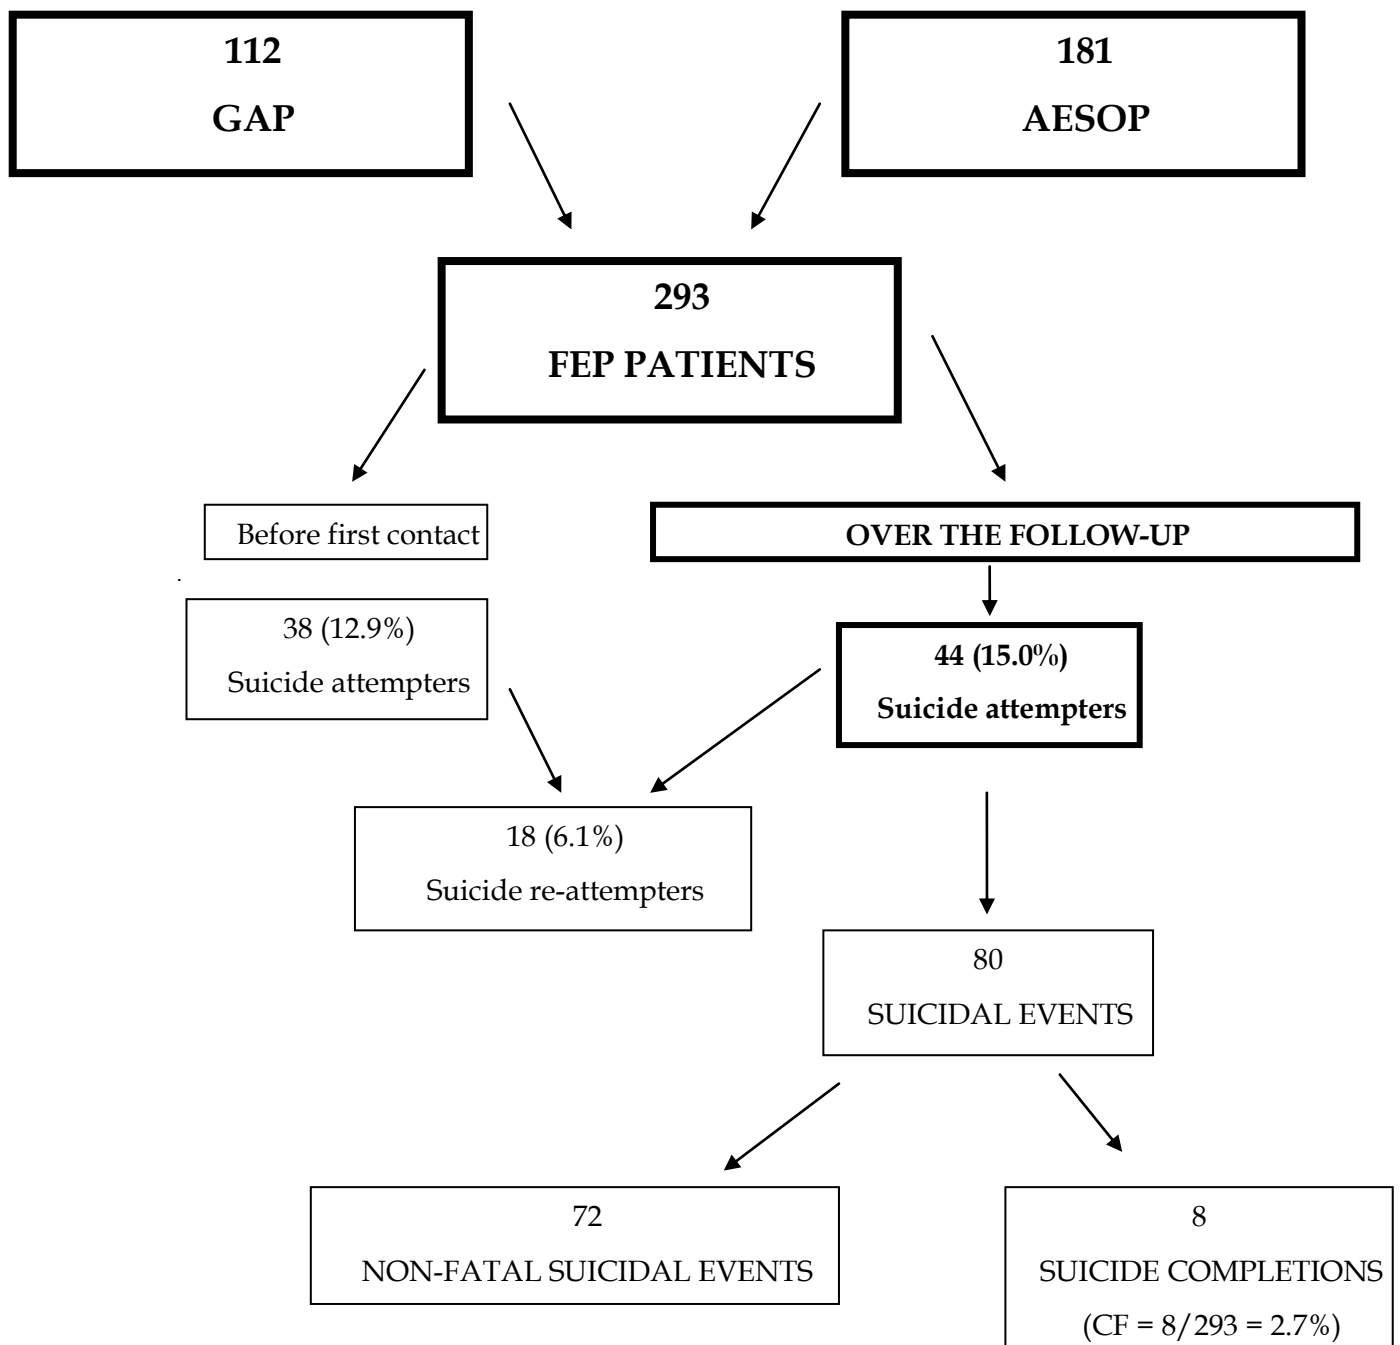 112
GAP
181
AESOP
293
FEP PATIENTS
Before first contact
OVER THE FOLLOW-UP
38 (12.9%)
Suicide attempters
44 (15.0%)
Suicide attempters
18 (6.1%)
Suicide re-attempters
80
SUICIDAL EVENTS
72
NON-FATAL SUICIDAL EVENTS
8
SUICIDE COMPLETIONS
(CF = 8/293 = 2.7%)